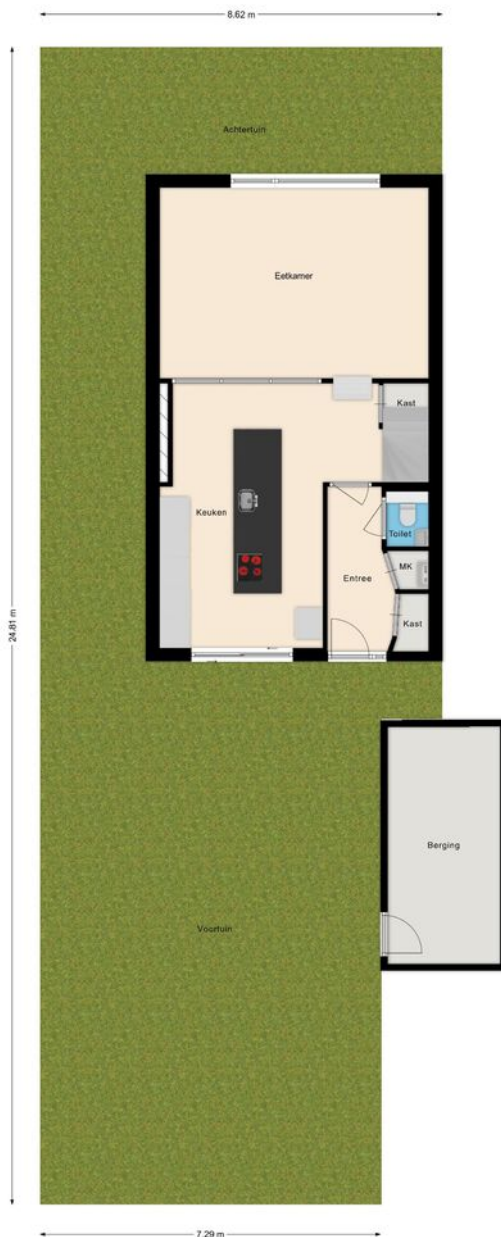 8.62 m
Achtertuin
Eetkamer
Kast
Keuken
Toilet
Entree
MK
Kast
24.81 m
Berging
Voortuin
7.29 m